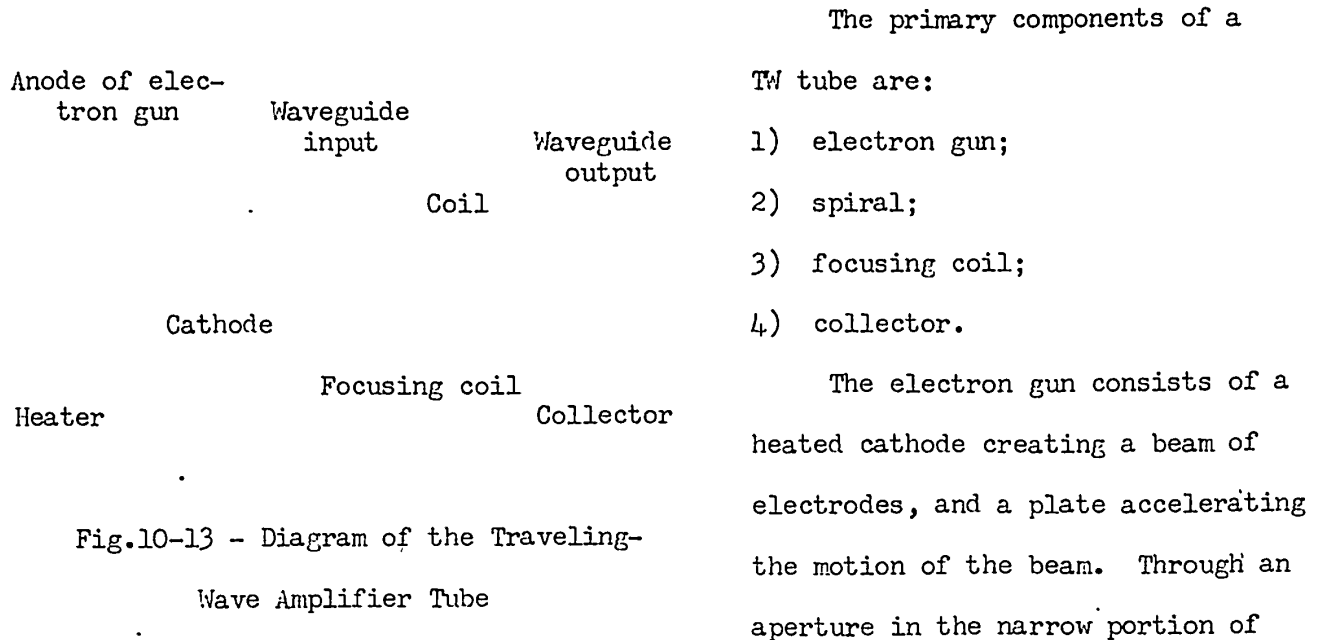 Anode of elec-
tron gun
Waveguide
input
Waveguide
output
Coil
Cathode
Focusing coil
Heater
Collector
Fig.10-13 - Diagram of the Traveling-
Wave Amplifier Tube
The primary components of a
TW tube are:
1) electron gun;
2) spiral;
3) focusing coil;
4) collector.
The electron gun consists of a
heated cathode creating a beam of
electrodes, and a plate accelerating
the motion of the beam. Through an
aperture in the narrow portion of